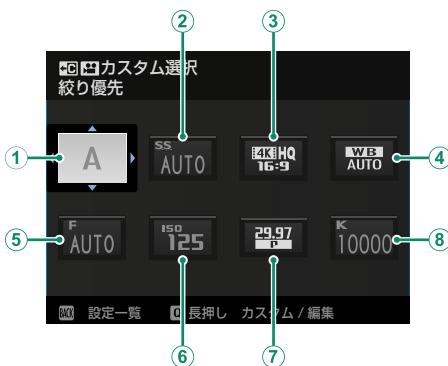 ② ③
C カスタム選択
絞り優先
① A S.S. AUTO 4K HQ 16:9 WB AUTO ④
⑤ F AUTO ISO 125 29.97 P K 10000 ⑧
BACK 設定一覧 Q 長押し カスタム / 編集
⑥ ⑦